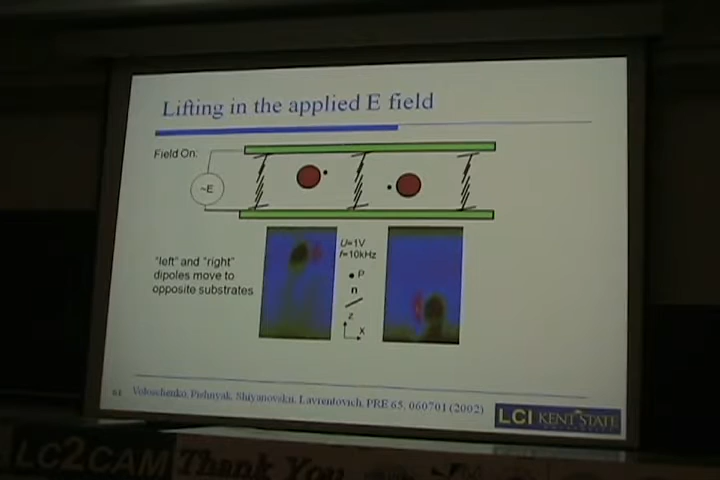 Lifting in the applied E field
Field On:
~E
"left" and "right"
dipoles move to
opposite substrates
U=1V
f=10kHz
P
n
z
x
Voloschenko, Pishnyak, Shiyanovskii, Lavrentovich, PRE 65, 060701 (2002)
LCI KENT STATE
UNIVERSITY
LC2CAM
Thank You